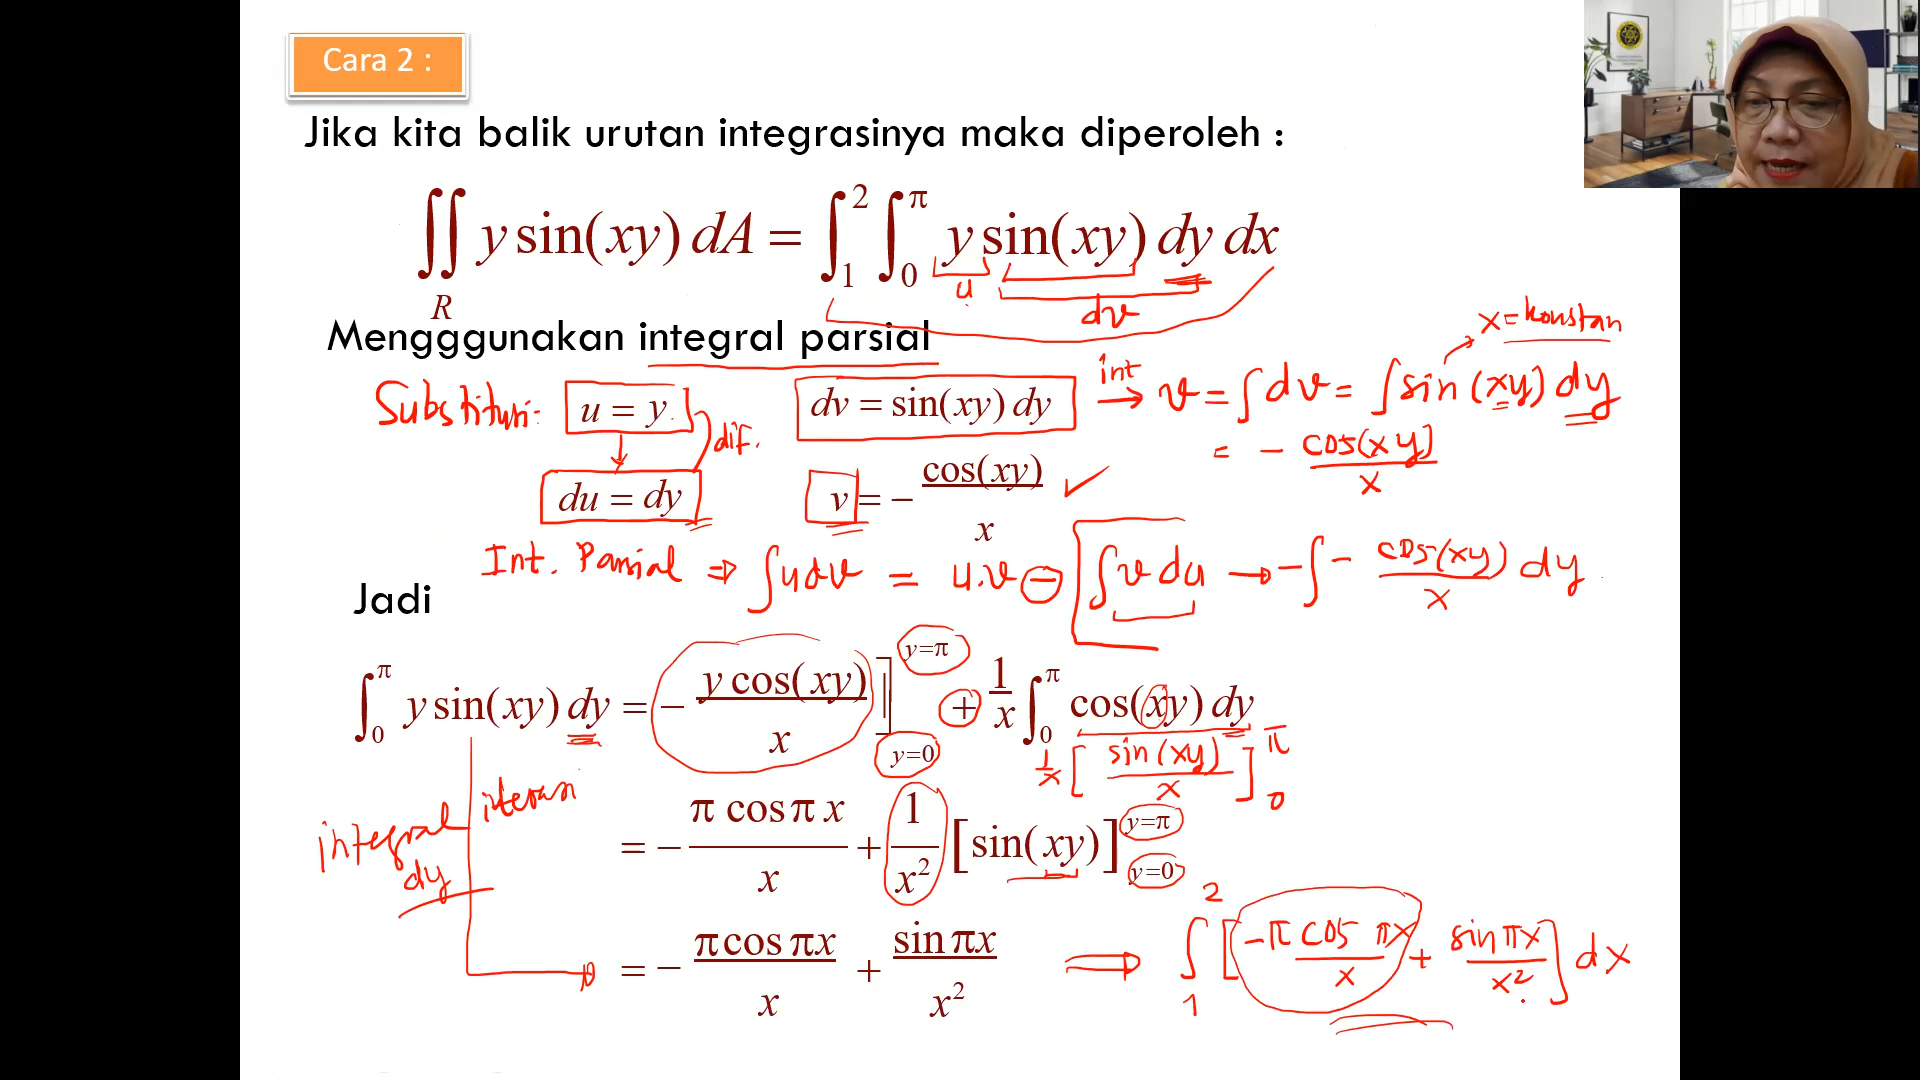 Cara 2 :
Jika kita balik urutan integrasinya maka diperoleh :
∬_R y sin(xy) dA = ∫_1^2 ∫_0^π y sin(xy) dy dx
u
dv
Mengggunakan integral parsial
x = konstan
Substitusi: u = y dv = sin(xy) dy int → v = ∫ dv = ∫ sin (xy) dy
dif.
= - cos(xy)/x
du = dy v = - cos(xy)/x ✓
Int. Parsial ⇒ ∫ u dv = u.v - ∫ v du → - ∫ - cos(xy)/x dy
Jadi
∫_0^π y sin(xy) dy = - y cos(xy)/x ]_{y=0}^{y=π} + 1/x ∫_0^π cos(xy) dy
1/x [ sin(xy)/x ]_0^π
integral dy
= - π cos π x / x + 1/x² [sin(xy)]_{y=0}^{y=π}
= - π cos πx / x + sin πx / x² ⟹ ∫_1^2 [ -π cos πx / x + sin πx / x² ] dx